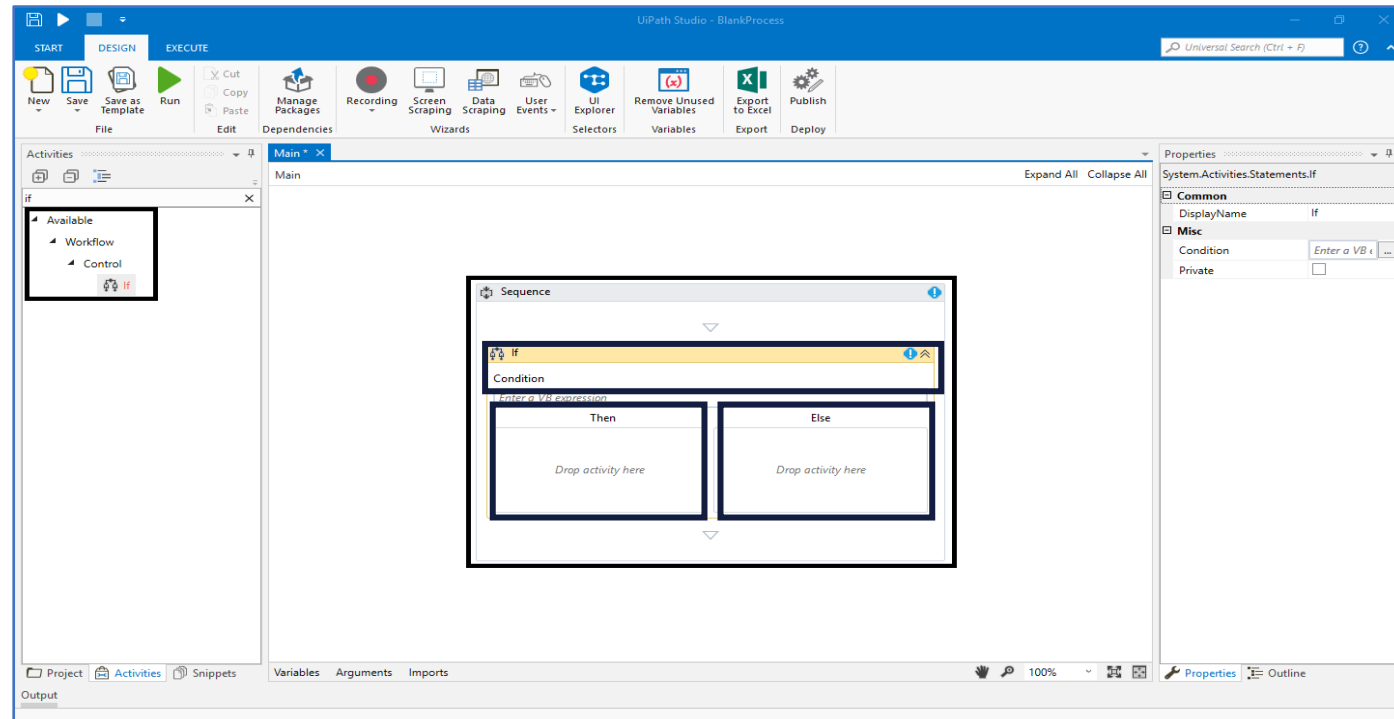 UiPath Studio - BlankProcess
START DESIGN EXECUTE
Universal Search (Ctrl + F)
New Save Save as Template Run
Cut
Copy
Paste
Manage Packages
Recording
Screen Scraping
Data Scraping
User Events
UI Explorer
Remove Unused Variables
Export to Excel
Publish
File Edit Dependencies Wizards Selectors Variables Export Deploy
Activities
Main *
Properties
Main
Expand All Collapse All
System.Activities.Statements.If
if
Common
Available
DisplayName If
Workflow
Misc
Control
Condition Enter a VB
If
Private
Sequence
If
Condition
Enter a VB expression
Then Else
Drop activity here Drop activity here
Project Activities Snippets
Variables Arguments Imports
100%
Properties Outline
Output